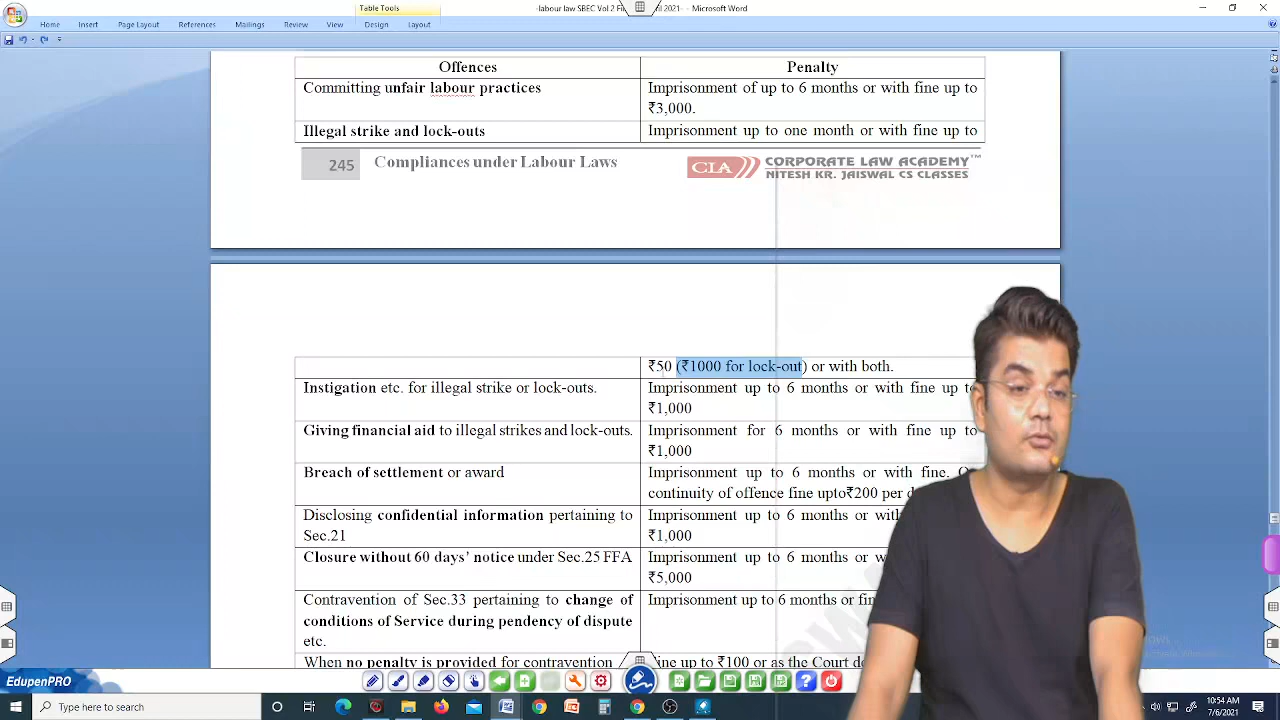 Table Tools
-labour law SBEC Vol 2 Fi il 2021- - Microsoft Word
Home Insert Page Layout References Mailings Review View Design Layout
Offences Penalty
Committing unfair labour practices Imprisonment of up to 6 months or with fine up to
₹3,000.
Illegal strike and lock-outs Imprisonment up to one month or with fine up to
245 Compliances under Labour Laws CLA CORPORATE LAW ACADEMY™
NITESH KR. JAISWAL CS CLASSES
₹50 (₹1000 for lock-out) or with both.
Instigation etc. for illegal strike or lock-outs. Imprisonment up to 6 months or with fine up to
₹1,000
Giving financial aid to illegal strikes and lock-outs. Imprisonment for 6 months or with fine up to
₹1,000
Breach of settlement or award Imprisonment up to 6 months or with fine. O
continuity of offence fine upto₹200 per d
Disclosing confidential information pertaining to Imprisonment up to 6 months or with
Sec.21 ₹1,000
Closure without 60 days' notice under Sec.25 FFA Imprisonment up to 6 months or w
₹5,000
Contravention of Sec.33 pertaining to change of Imprisonment up to 6 months or fin
conditions of Service during pendency of dispute
etc.
When no penalty is provided for contravention ine up to ₹100 or as the Court de
EdupenPRO
Type here to search
10:54 AM
7/6/2021